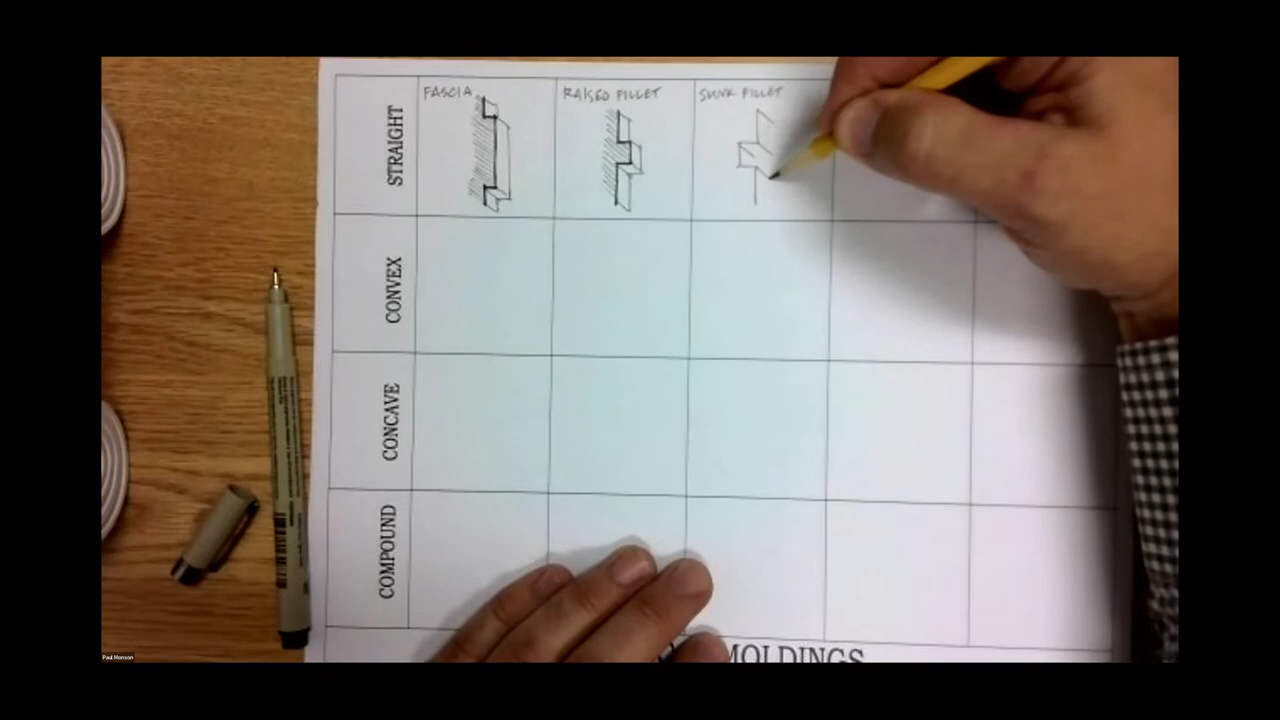 FASCIA
RAISED FILLET
SUNK FILLET
STRAIGHT
CONVEX
CONCAVE
COMPOUND
MOLDINGS
Paul Monson